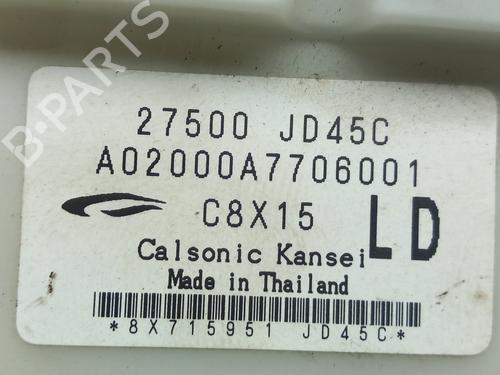 B-PARTS
27500 JD45C
A02000A7706001
C8X15 LD
Calsonic Kansei
Made in Thailand
*8X715951 JD45C*